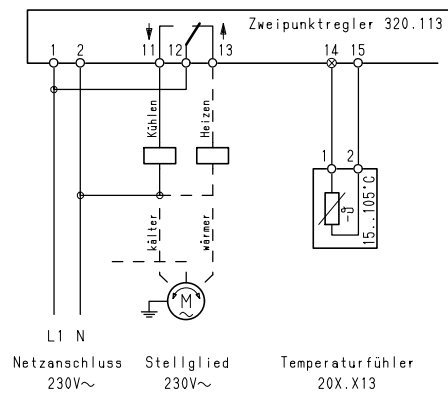 Zweipunktregler 320.113
1 2 11 12 13 14 15
Kühlen
Heizen
1 2
15..105°C
-ϑ
kälter
wärmer
M
L1 N
Netzanschluss Stellglied Temperaturfühler
230V~ 230V~ 20X.X13